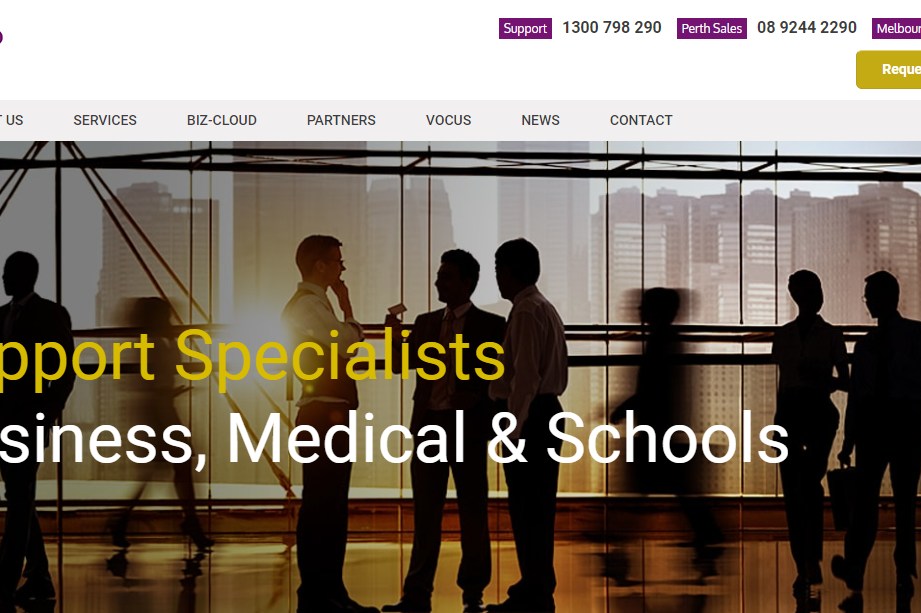 Support 1300 798 290 Perth Sales 08 9244 2290 Melbour
Reque
T US SERVICES BIZ-CLOUD PARTNERS VOCUS NEWS CONTACT
pport Specialists
siness, Medical & Schools